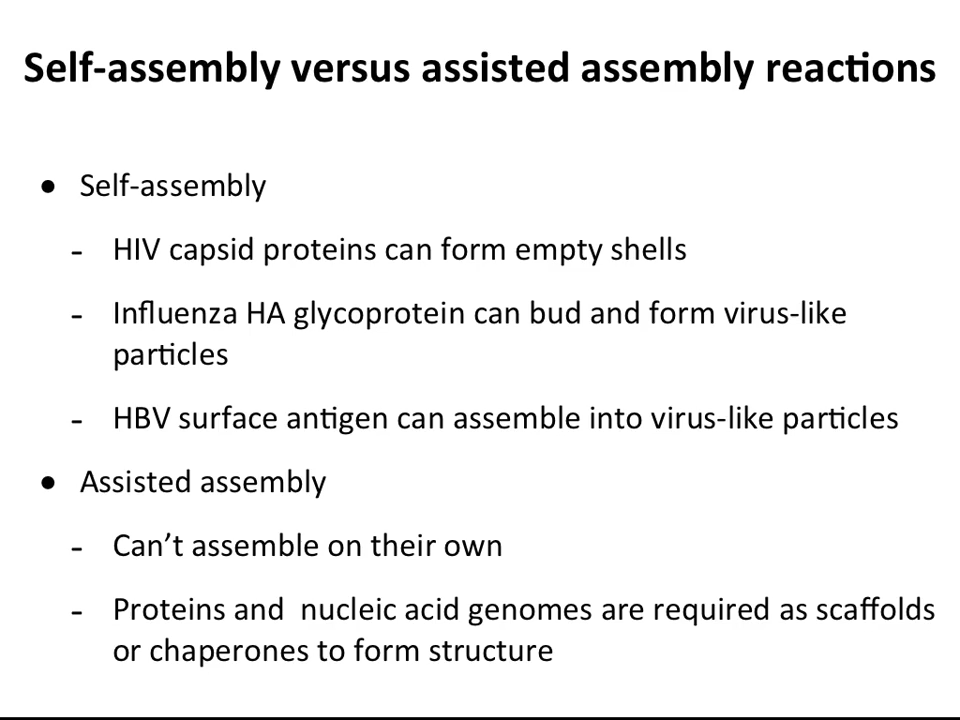 Self-assembly versus assisted assembly reactions
• Self-assembly
- HIV capsid proteins can form empty shells
- Influenza HA glycoprotein can bud and form virus-like
particles
- HBV surface antigen can assemble into virus-like particles
• Assisted assembly
- Can’t assemble on their own
- Proteins and  nucleic acid genomes are required as scaffolds
or chaperones to form structure